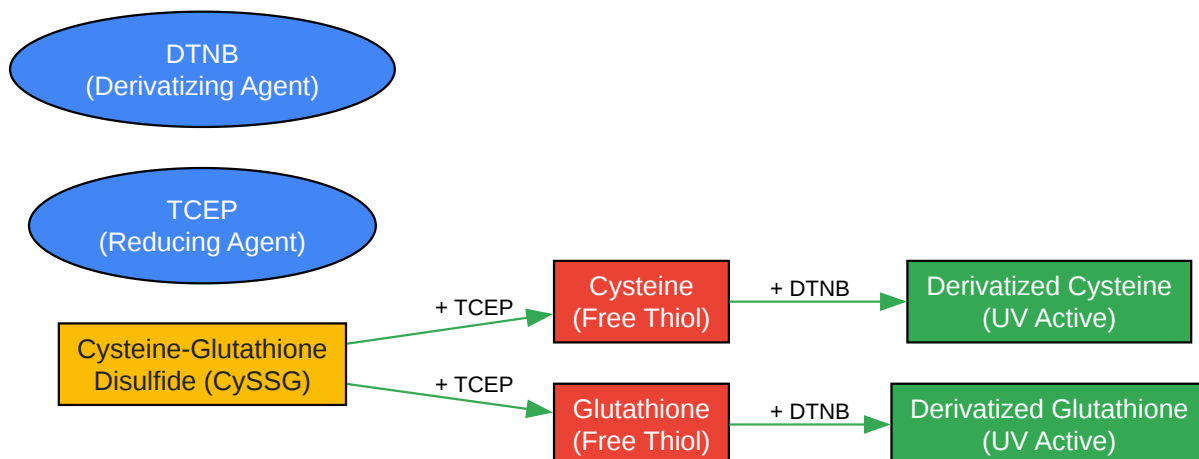 DTNB
(Derivatizing Agent)
TCEP
(Reducing Agent)
Cysteine-Glutathione
Disulfide (CySSG)
+ TCEP
+ TCEP
Cysteine
(Free Thiol)
+ DTNB
Derivatized Cysteine
(UV Active)
Glutathione
(Free Thiol)
+ DTNB
Derivatized Glutathione
(UV Active)